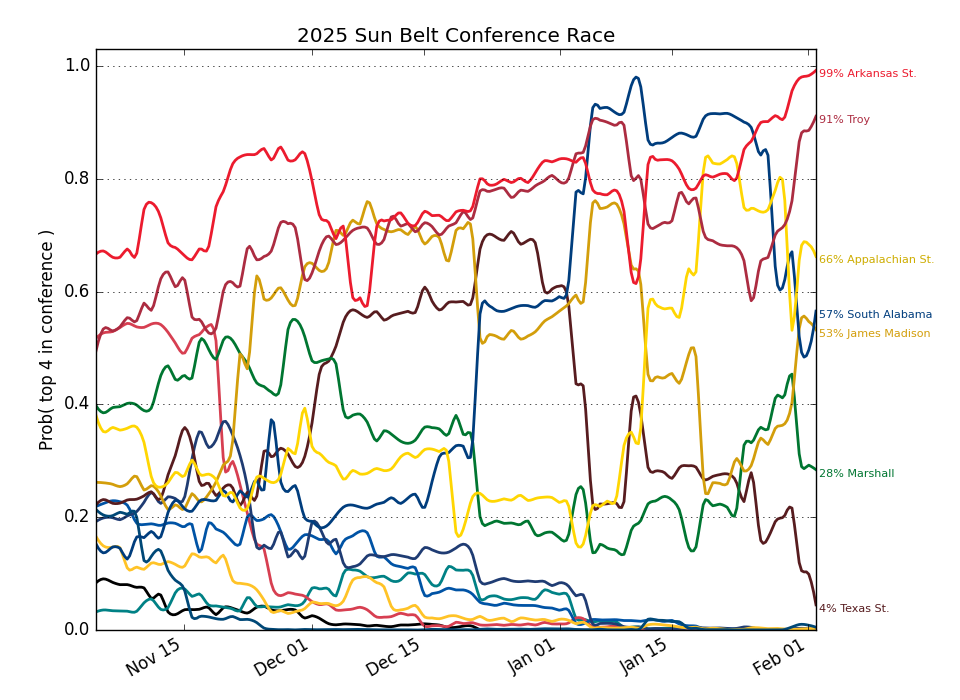 2025 Sun Belt Conference Race
Prob( top 4 in conference )
1.0
0.8
0.6
0.4
0.2
0.0
Nov 15
Dec 01
Dec 15
Jan 01
Jan 15
Feb 01
99% Arkansas St.
91% Troy
66% Appalachian St.
57% South Alabama
53% James Madison
28% Marshall
4% Texas St.